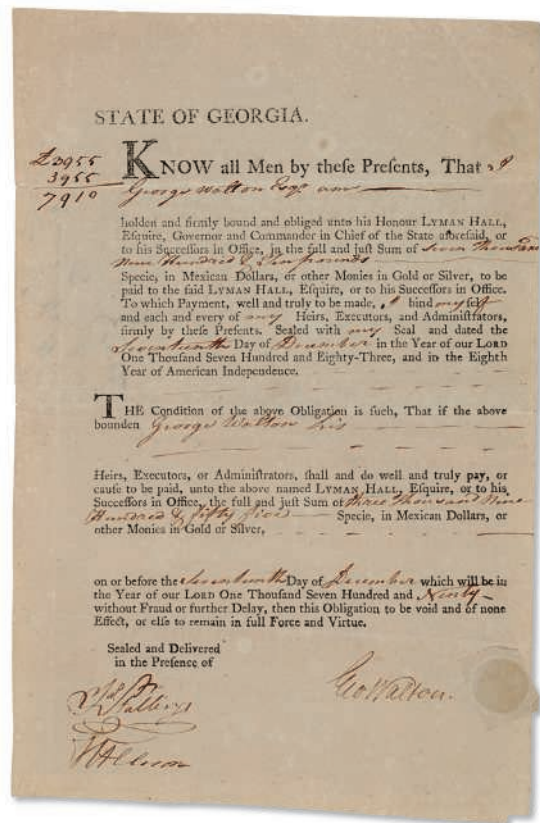 STATE OF GEORGIA.
£3955
3955
7910
KNOW all Men by theſe Preſents, That I
George Walton Esqr am
holden and firmly bound and obliged unto his Honour LYMAN HALL,
Eſquire, Governor and Commander in Chief of the State aforeſaid, or
to his Succeſſors in Office, in the full and juſt Sum of Seven thousand
nine Hundred & Ten pounds
Specie, in Mexican Dollars, or other Monies in Gold or Silver, to be
paid to the ſaid LYMAN HALL, Eſquire, or to his Succeſſors in Office.
To which Payment, well and truly to be made, I bind myself
and each and every of my Heirs, Executors, and Adminiſtrators,
firmly by theſe Preſents. Sealed with my Seal and dated the
Seventeenth Day of December in the Year of our LORD
One Thouſand Seven Hundred and Eighty-Three, and in the Eighth
Year of American Independence.
THE Condition of the above Obligation is ſuch, That if the above
bounden George Walton his
Heirs, Executors, or Adminiſtrators, ſhall and do well and truly pay, or
cauſe to be paid, unto the above named LYMAN HALL, Eſquire, or to his
Succeſſors in Office, the full and juſt Sum of three thousand Nine
Hundred & fifty five Specie, in Mexican Dollars, or
other Monies in Gold or Silver,
on or before the Seventeenth Day of December which will be in
the Year of our LORD One Thouſand Seven Hundred and Ninety
without Fraud or further Delay, then this Obligation to be void and of none
Effect, or elſe to remain in full Force and Virtue.
Sealed and Delivered
in the Preſence of
Geo Walton.